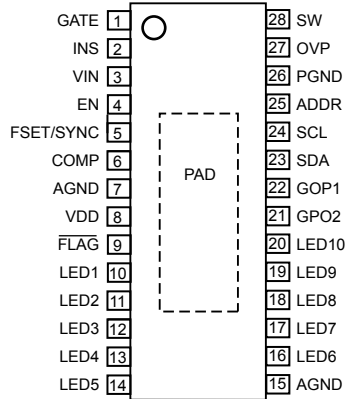 GATE 1 28 SW
INS 2 27 OVP
VIN 3 26 PGND
EN 4 25 ADDR
FSET/SYNC 5 24 SCL
COMP 6 23 SDA
PAD
AGND 7 22 GOP1
VDD 8 21 GPO2
FLAG 9 20 LED10
LED1 10 19 LED9
LED2 11 18 LED8
LED3 12 17 LED7
LED4 13 16 LED6
LED5 14 15 AGND